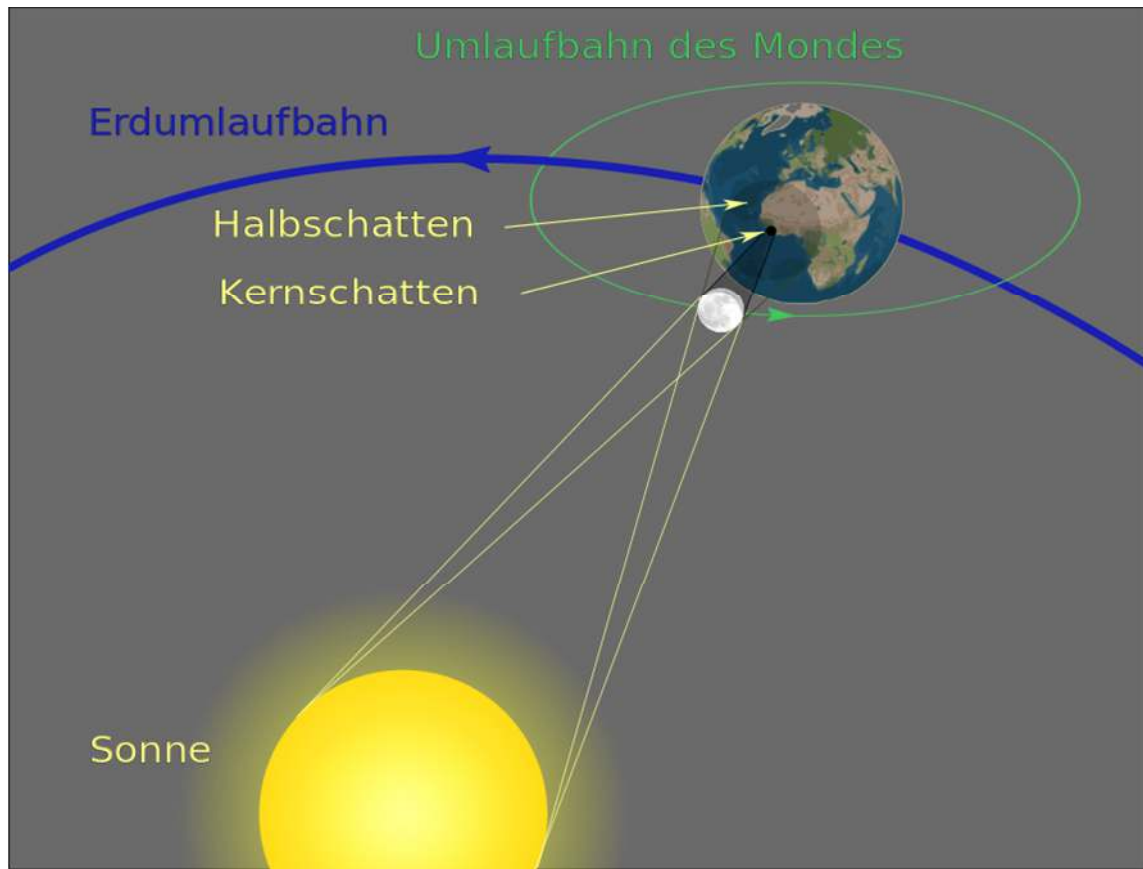 Umlaufbahn des Mondes
Erdumlaufbahn
Halbschatten
Kernschatten
Sonne